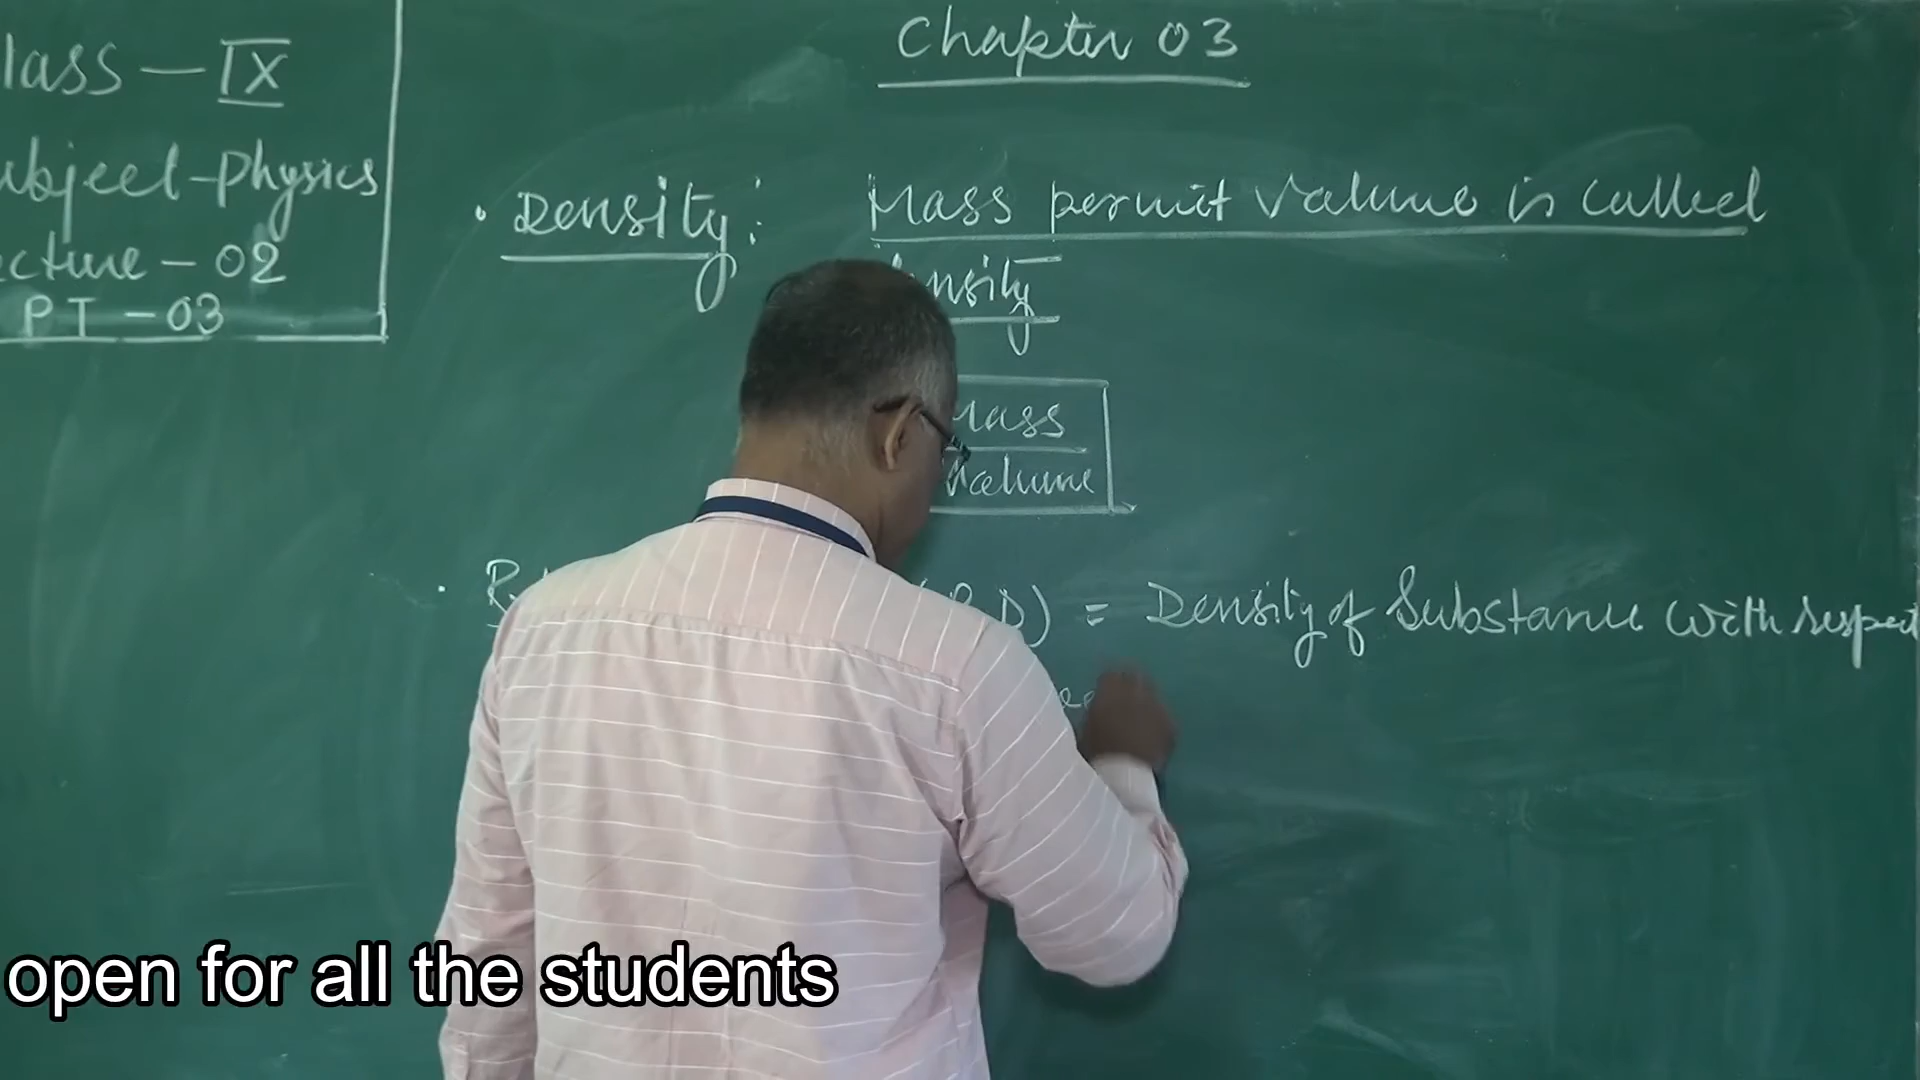 Chapter 03
lass — IX
ubject - Physics
ecture - 02
PT - 03
• Density : Mass per unit Volume is called
nsity
Mass
Volume
• (R.D) = Density of Substance with respect
open for all the students